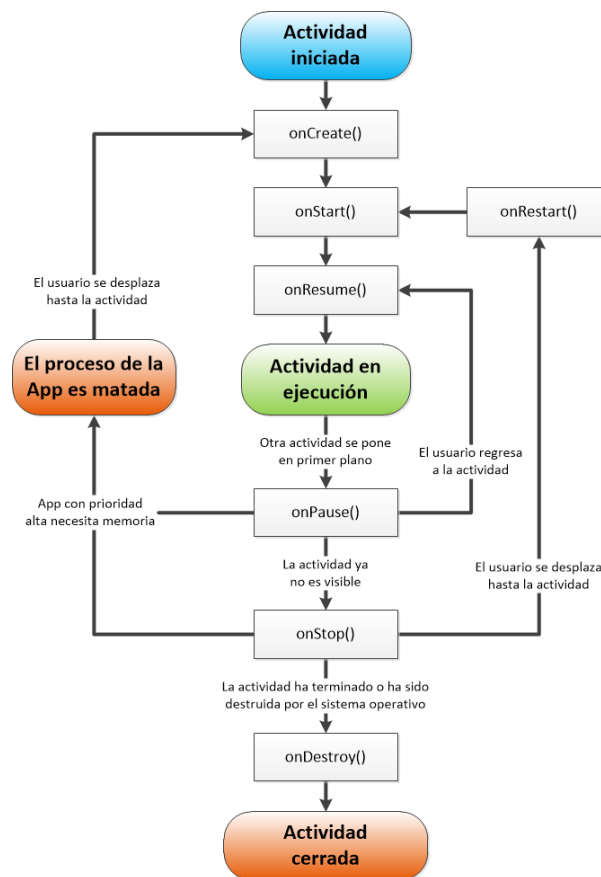 Actividad
iniciada
onCreate()
onStart()
onRestart()
onResume()
El usuario se desplaza
hasta la actividad
El proceso de la
App es matada
Actividad en
ejecución
Otra actividad se pone
en primer plano
El usuario regresa
a la actividad
App con prioridad
alta necesita memoria
onPause()
La actividad ya
no es visible
El usuario se desplaza
hasta la actividad
onStop()
La actividad ha terminado o ha sido
destruida por el sistema operativo
onDestroy()
Actividad
cerrada